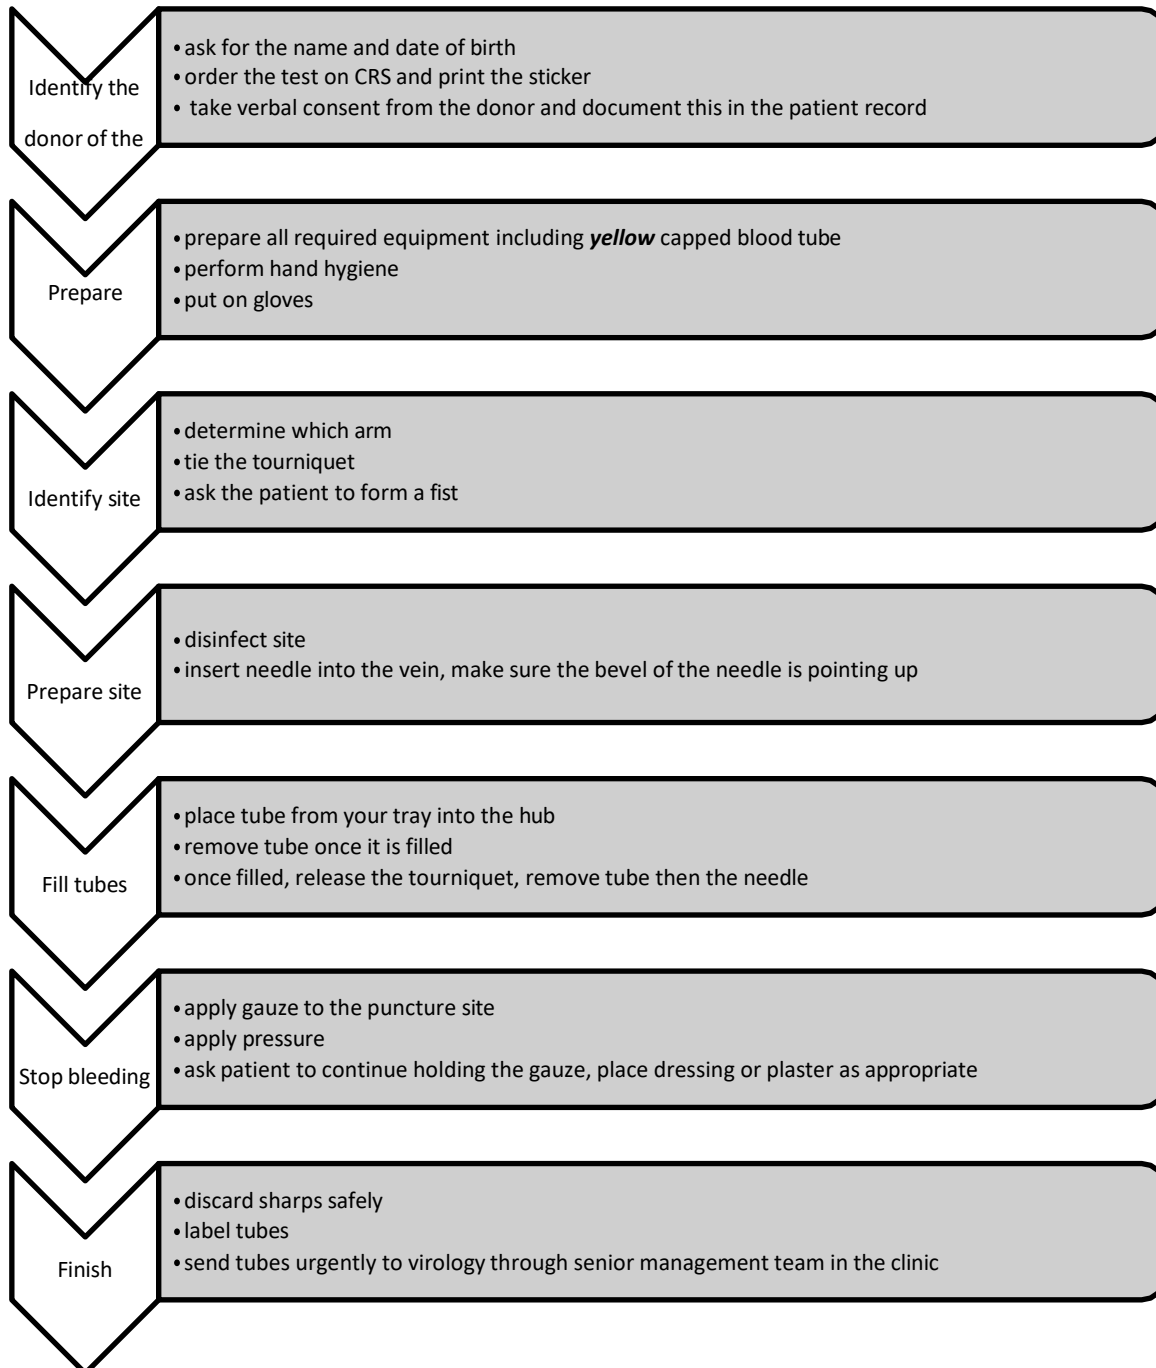 Identify the
donor of the
• ask for the name and date of birth
• order the test on CRS and print the sticker
• take verbal consent from the donor and document this in the patient record
Prepare
• prepare all required equipment including yellow capped blood tube
• perform hand hygiene
• put on gloves
Identify site
• determine which arm
• tie the tourniquet
• ask the patient to form a fist
Prepare site
• disinfect site
• insert needle into the vein, make sure the bevel of the needle is pointing up
Fill tubes
• place tube from your tray into the hub
• remove tube once it is filled
• once filled, release the tourniquet, remove tube then the needle
Stop bleeding
• apply gauze to the puncture site
• apply pressure
• ask patient to continue holding the gauze, place dressing or plaster as appropriate
Finish
• discard sharps safely
• label tubes
• send tubes urgently to virology through senior management team in the clinic